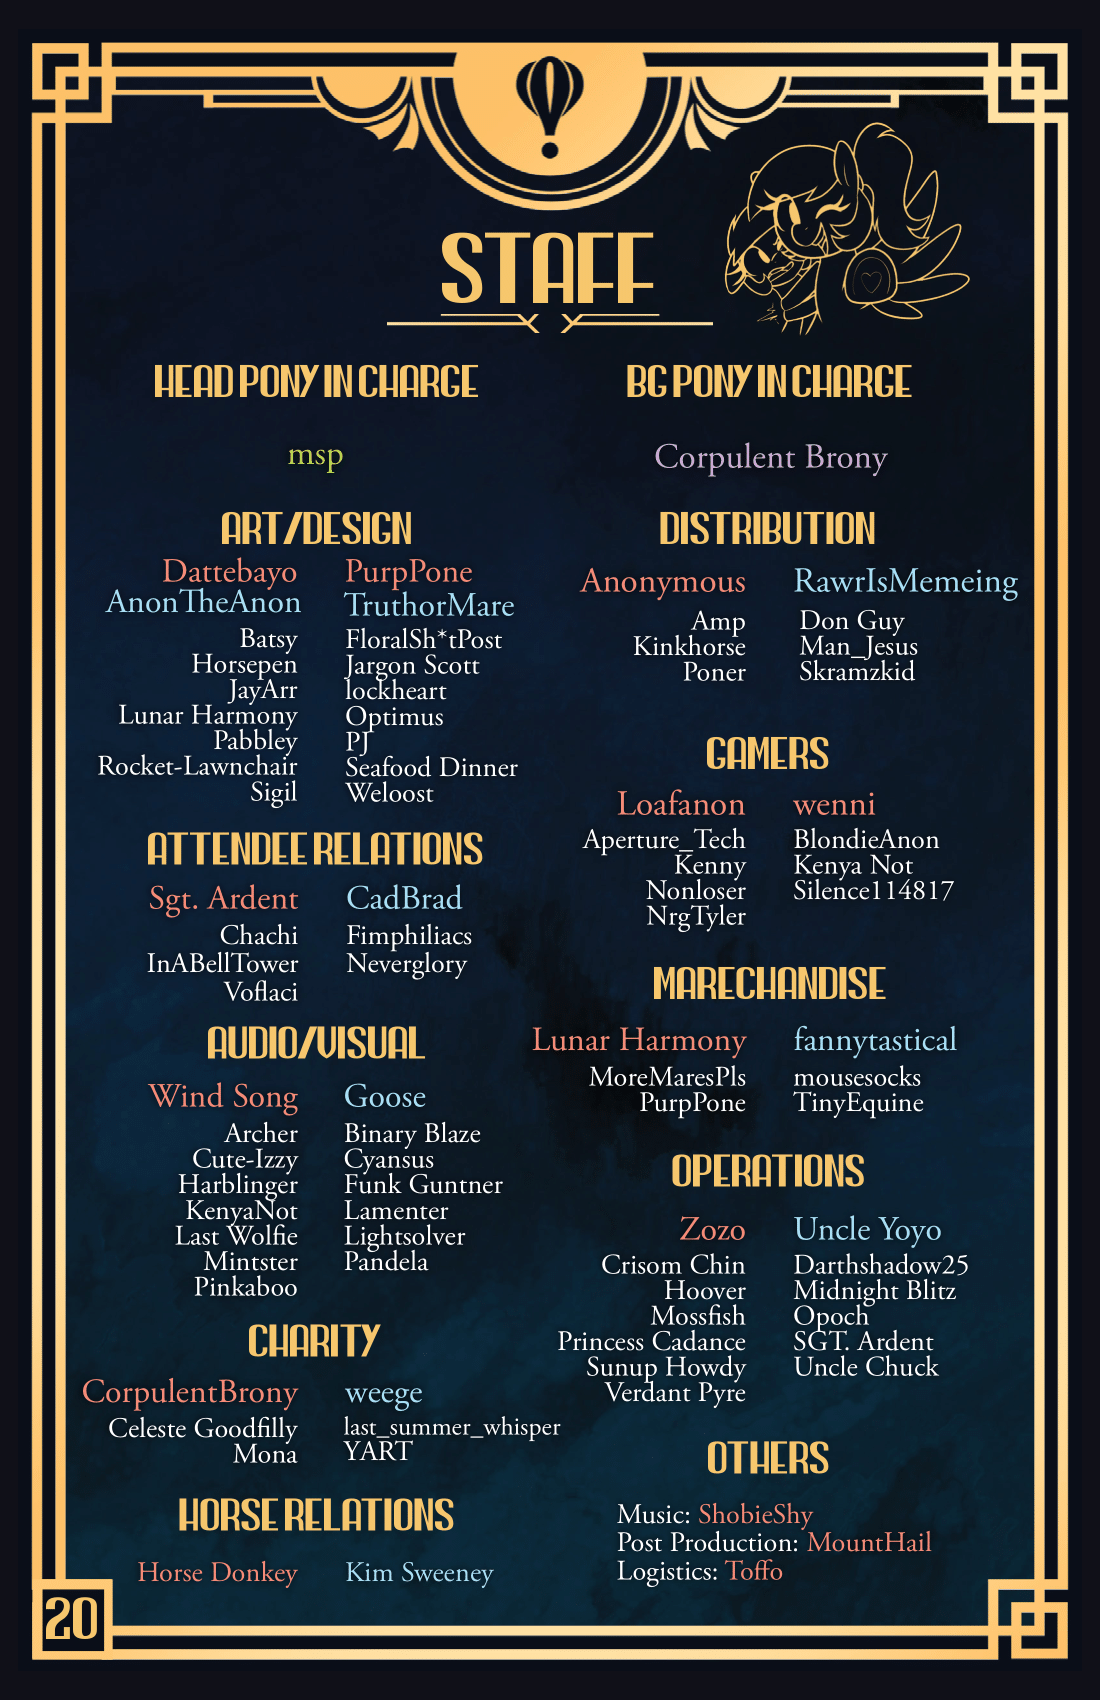 STAFF
HEAD PONY IN CHARGE
msp
ART/DESIGN
Dattebayo PurpPone
AnonTheAnon TruthorMare
Batsy FloralSh*tPost
Horsepen Jargon Scott
JayArr lockheart
Lunar Harmony Optimus
Pabbley PJ
Rocket-Lawnchair Seafood Dinner
Sigil Weloost
ATTENDEE RELATIONS
Sgt. Ardent CadBrad
Chachi Fimphiliacs
InABellTower Neverglory
Voflaci
AUDIO/VISUAL
Wind Song Goose
Archer Binary Blaze
Cute-Izzy Cyansus
Harblinger Funk Guntner
KenyaNot Lamenter
Last Wolfie Lightsolver
Mintster Pandela
Pinkaboo
CHARITY
CorpulentBrony weege
Celeste Goodfilly last_summer_whisper
Mona YART
HORSE RELATIONS
Horse Donkey Kim Sweeney
BG PONY IN CHARGE
Corpulent Brony
DISTRIBUTION
Anonymous RawrIsMemeing
Amp Don Guy
Kinkhorse Man_Jesus
Poner Skramzkid
GAMERS
Loafanon wenni
Aperture_Tech BlondieAnon
Kenny Kenya Not
Nonloser Silence114817
NrgTyler
MARECHANDISE
Lunar Harmony fannytastical
MoreMaresPls mousesocks
PurpPone TinyEquine
OPERATIONS
Zozo Uncle Yoyo
Crisom Chin Darthshadow25
Hoover Midnight Blitz
Mossfish Opoch
Princess Cadance SGT. Ardent
Sunup Howdy Uncle Chuck
Verdant Pyre
OTHERS
Music: ShobieShy
Post Production: MountHail
Logistics: Toffo
20